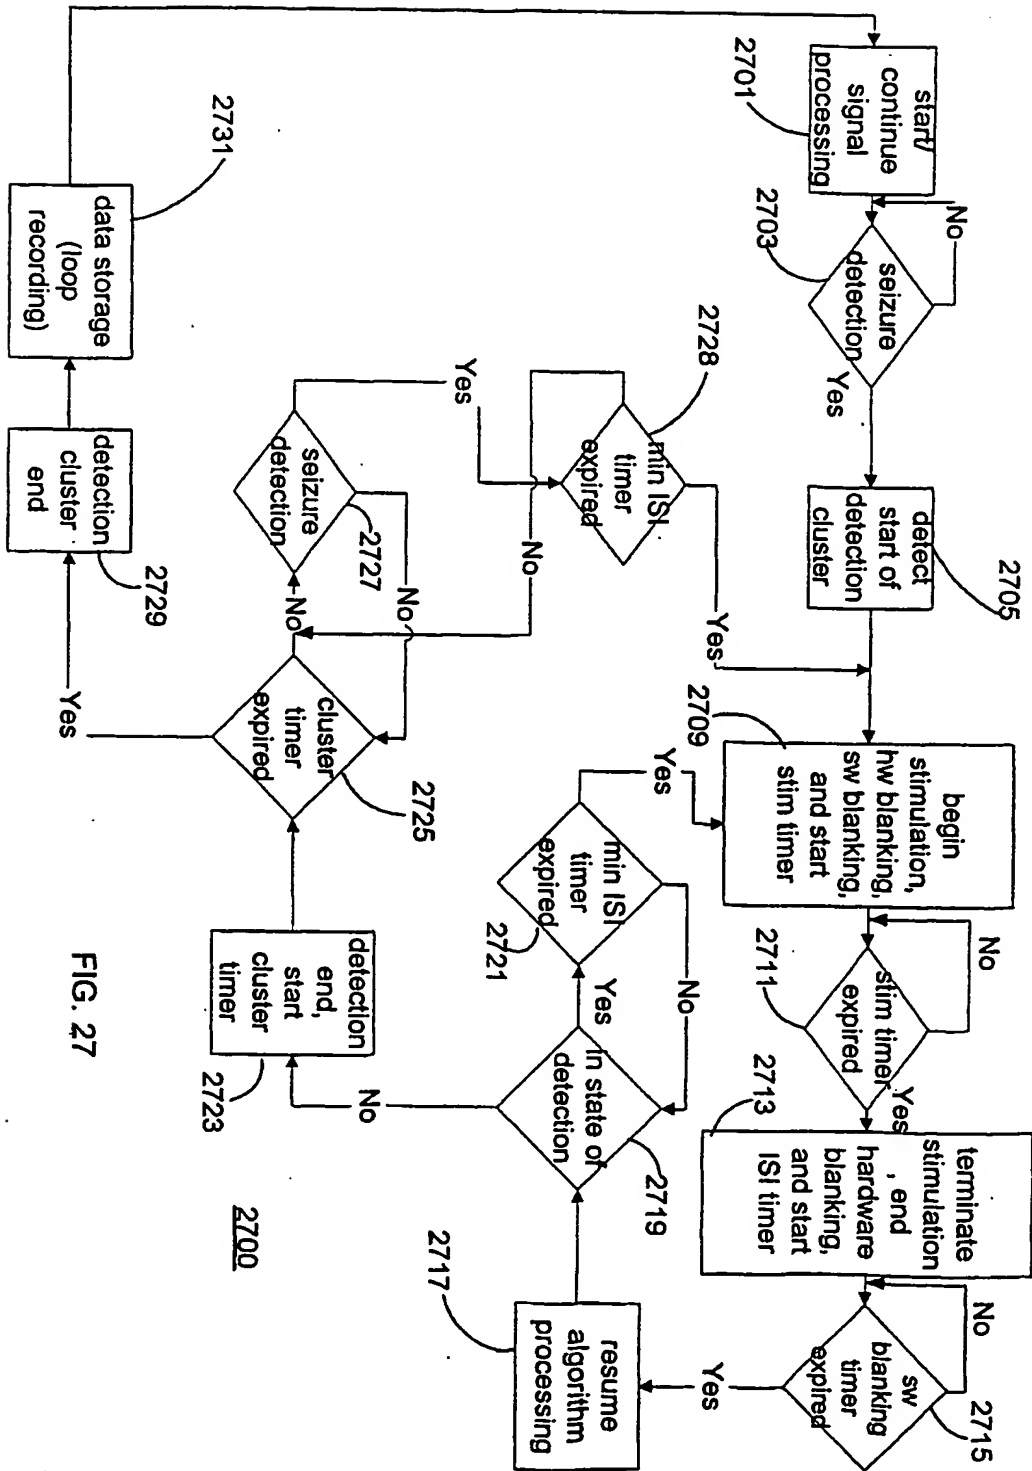 start/
continue
signal
processing
2701
No
seizure
detection
2703
Yes
detect
start of
detection
cluster
2705
begin
stimulation,
hw blanking,
sw blanking,
and start
stim timer
2709
No
stim timer
expired
2711
Yes
terminate
stimulation
, end
hardware
blanking,
and start
ISI timer
2713
No
sw
blanking
timer
expired
2715
Yes
resume
algorithm
processing
2717
in state of
detection
2719
Yes
No
min ISI
timer
expired
2721
Yes
No
detection
end,
start
cluster
timer
2723
cluster
timer
expired
2725
No
seizure
detection
2727
No
Yes
min ISI
timer
expired
2728
No
Yes
Yes
detection
cluster
end
2729
data storage
(loop
recording)
2731
2700
FIG. 27